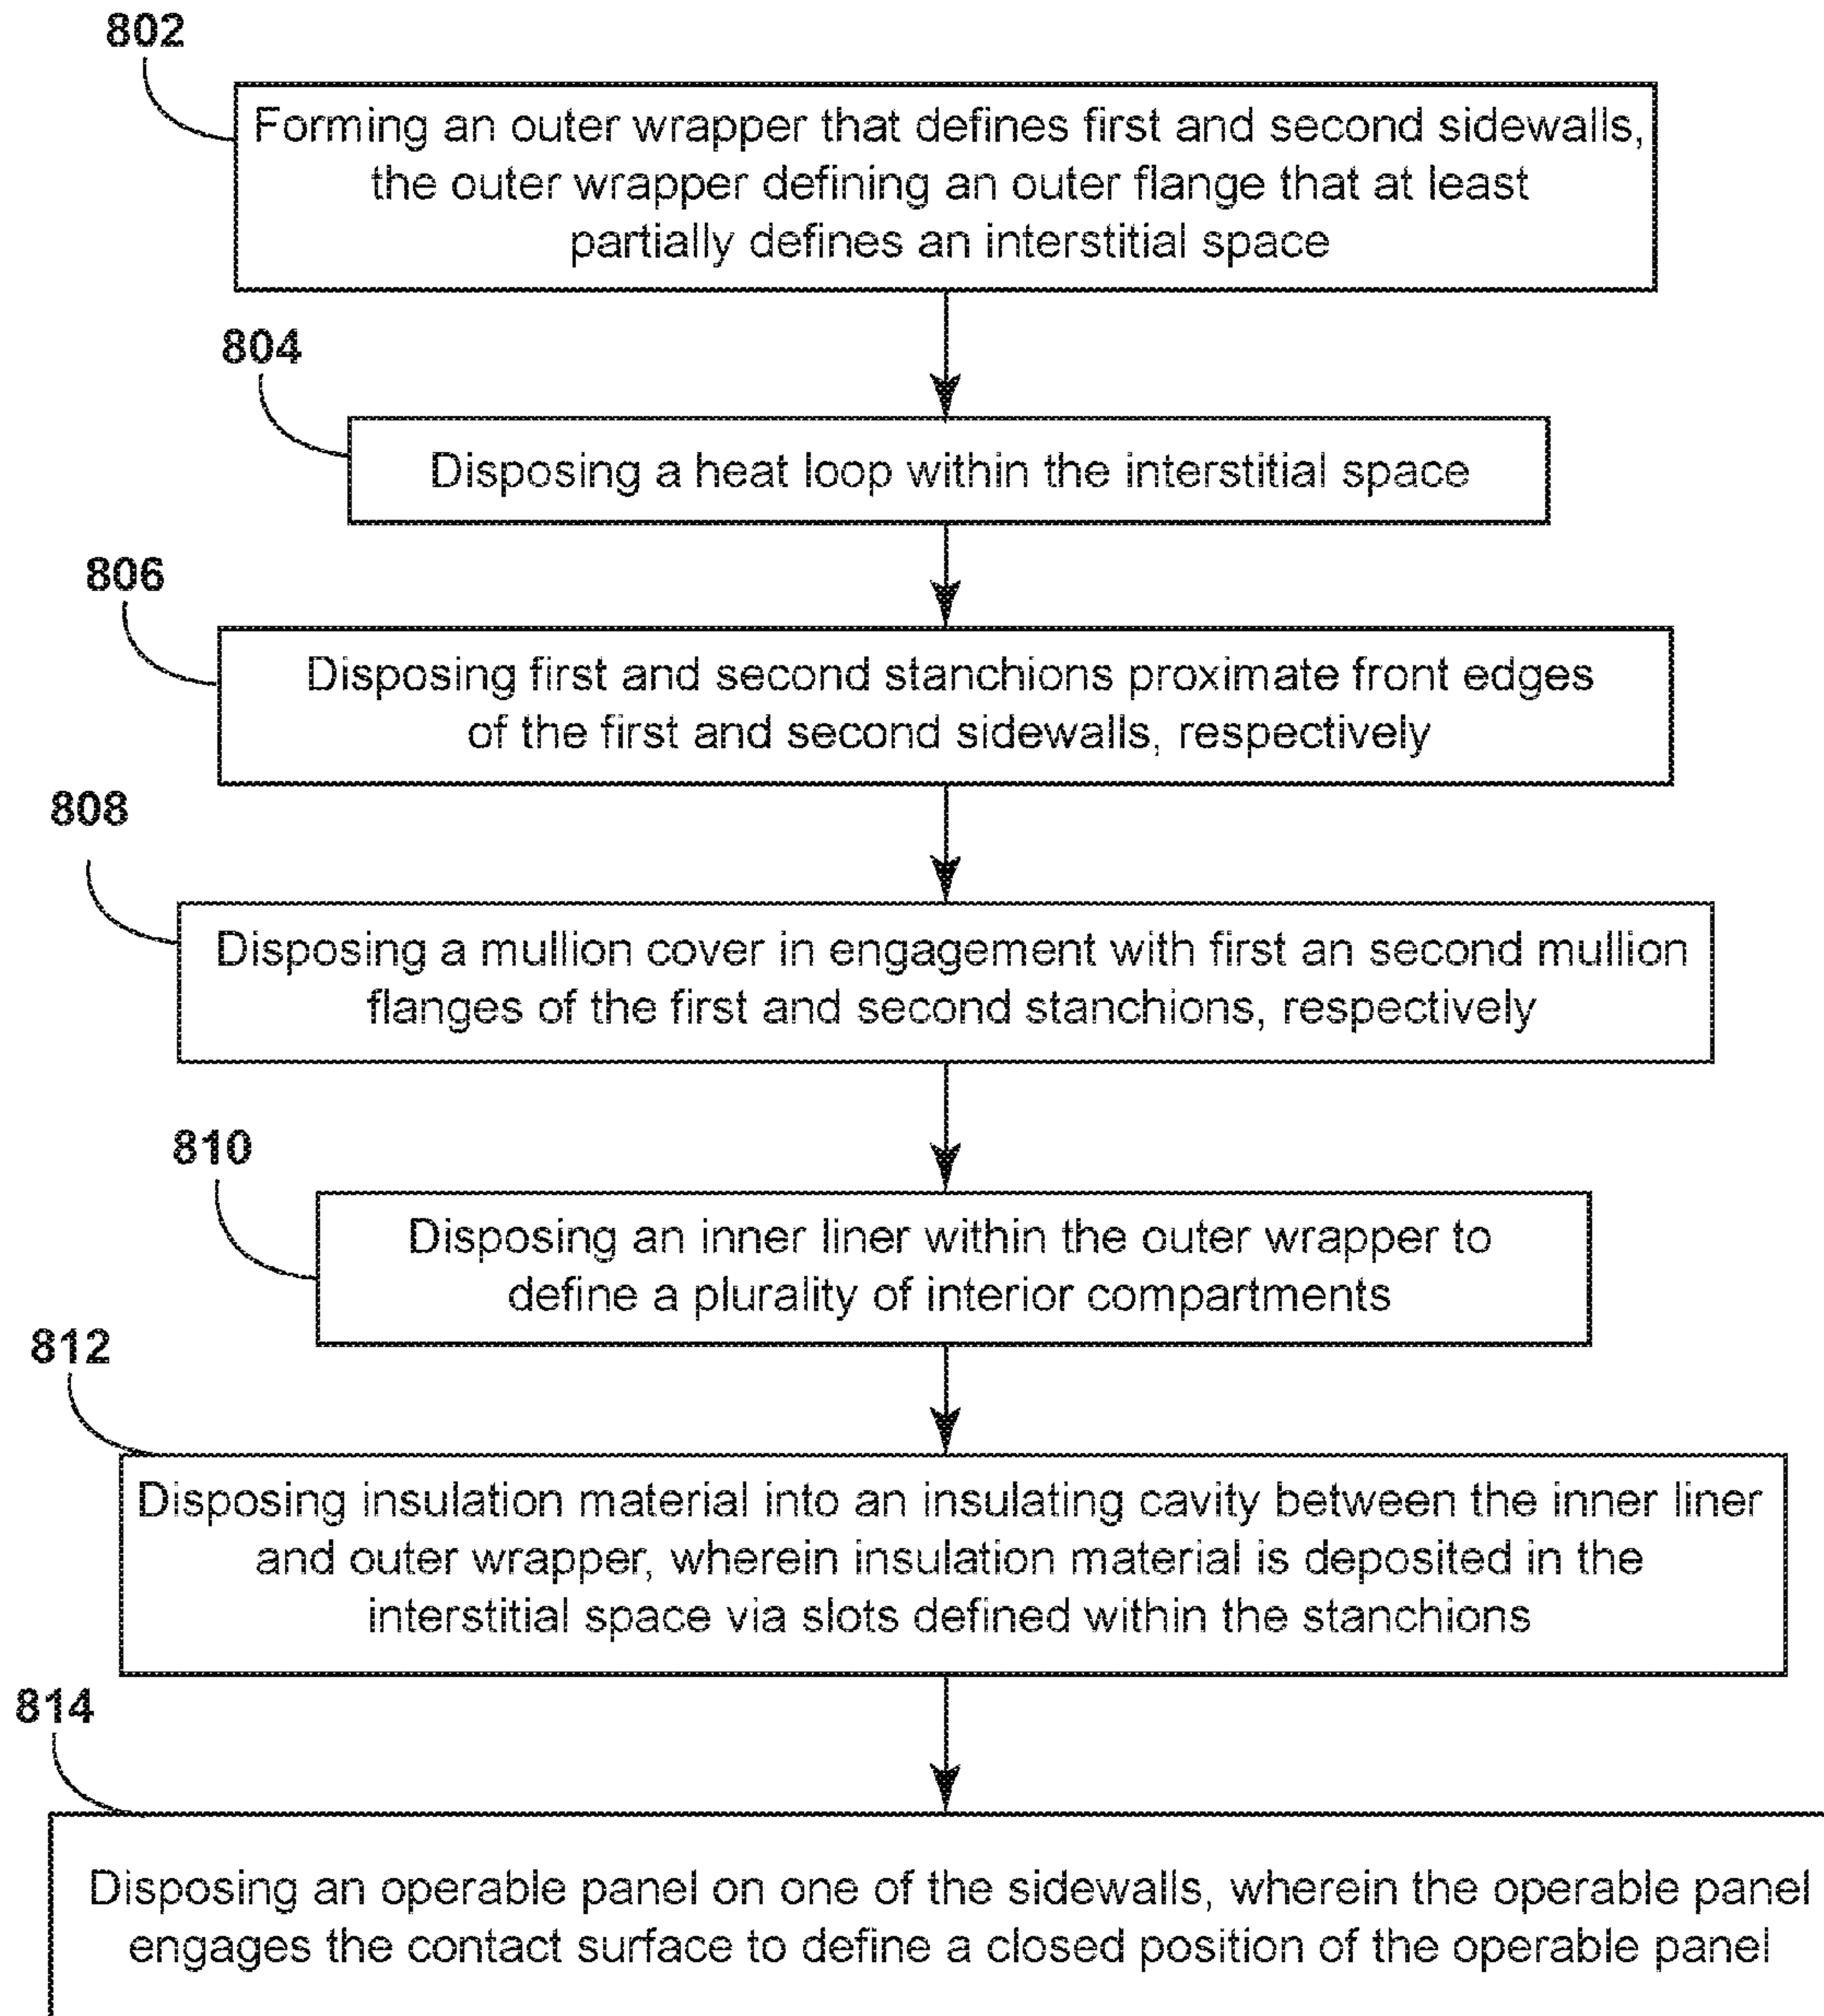 802
Forming an outer wrapper that defines first and second sidewalls,
the outer wrapper defining an outer flange that at least
partially defines an interstitial space
804
Disposing a heat loop within the interstitial space
806
Disposing first and second stanchions proximate front edges
of the first and second sidewalls, respectively
808
Disposing a mullion cover in engagement with first an second mullion
flanges of the first and second stanchions, respectively
810
Disposing an inner liner within the outer wrapper to
define a plurality of interior compartments
812
Disposing insulation material into an insulating cavity between the inner liner
and outer wrapper, wherein insulation material is deposited in the
interstitial space via slots defined within the stanchions
814
Disposing an operable panel on one of the sidewalls, wherein the operable panel
engages the contact surface to define a closed position of the operable panel